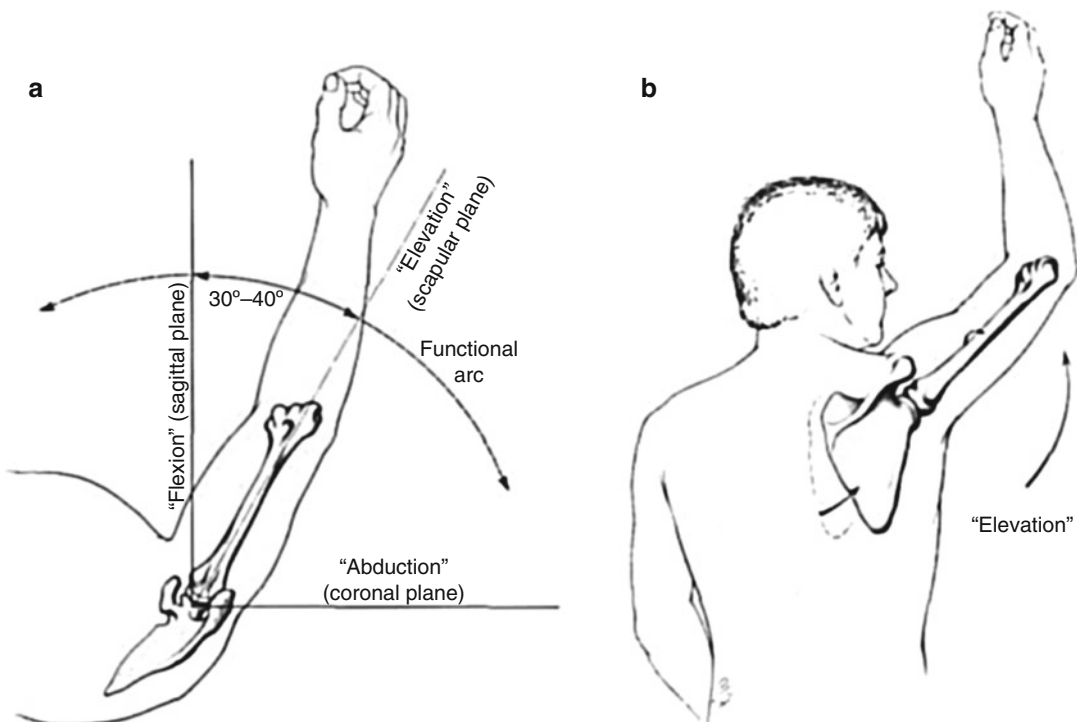 a
"Flexion" (sagittal plane)
30º–40º
"Elevation"
(scapular plane)
Functional
arc
"Abduction"
(coronal plane)
b
"Elevation"